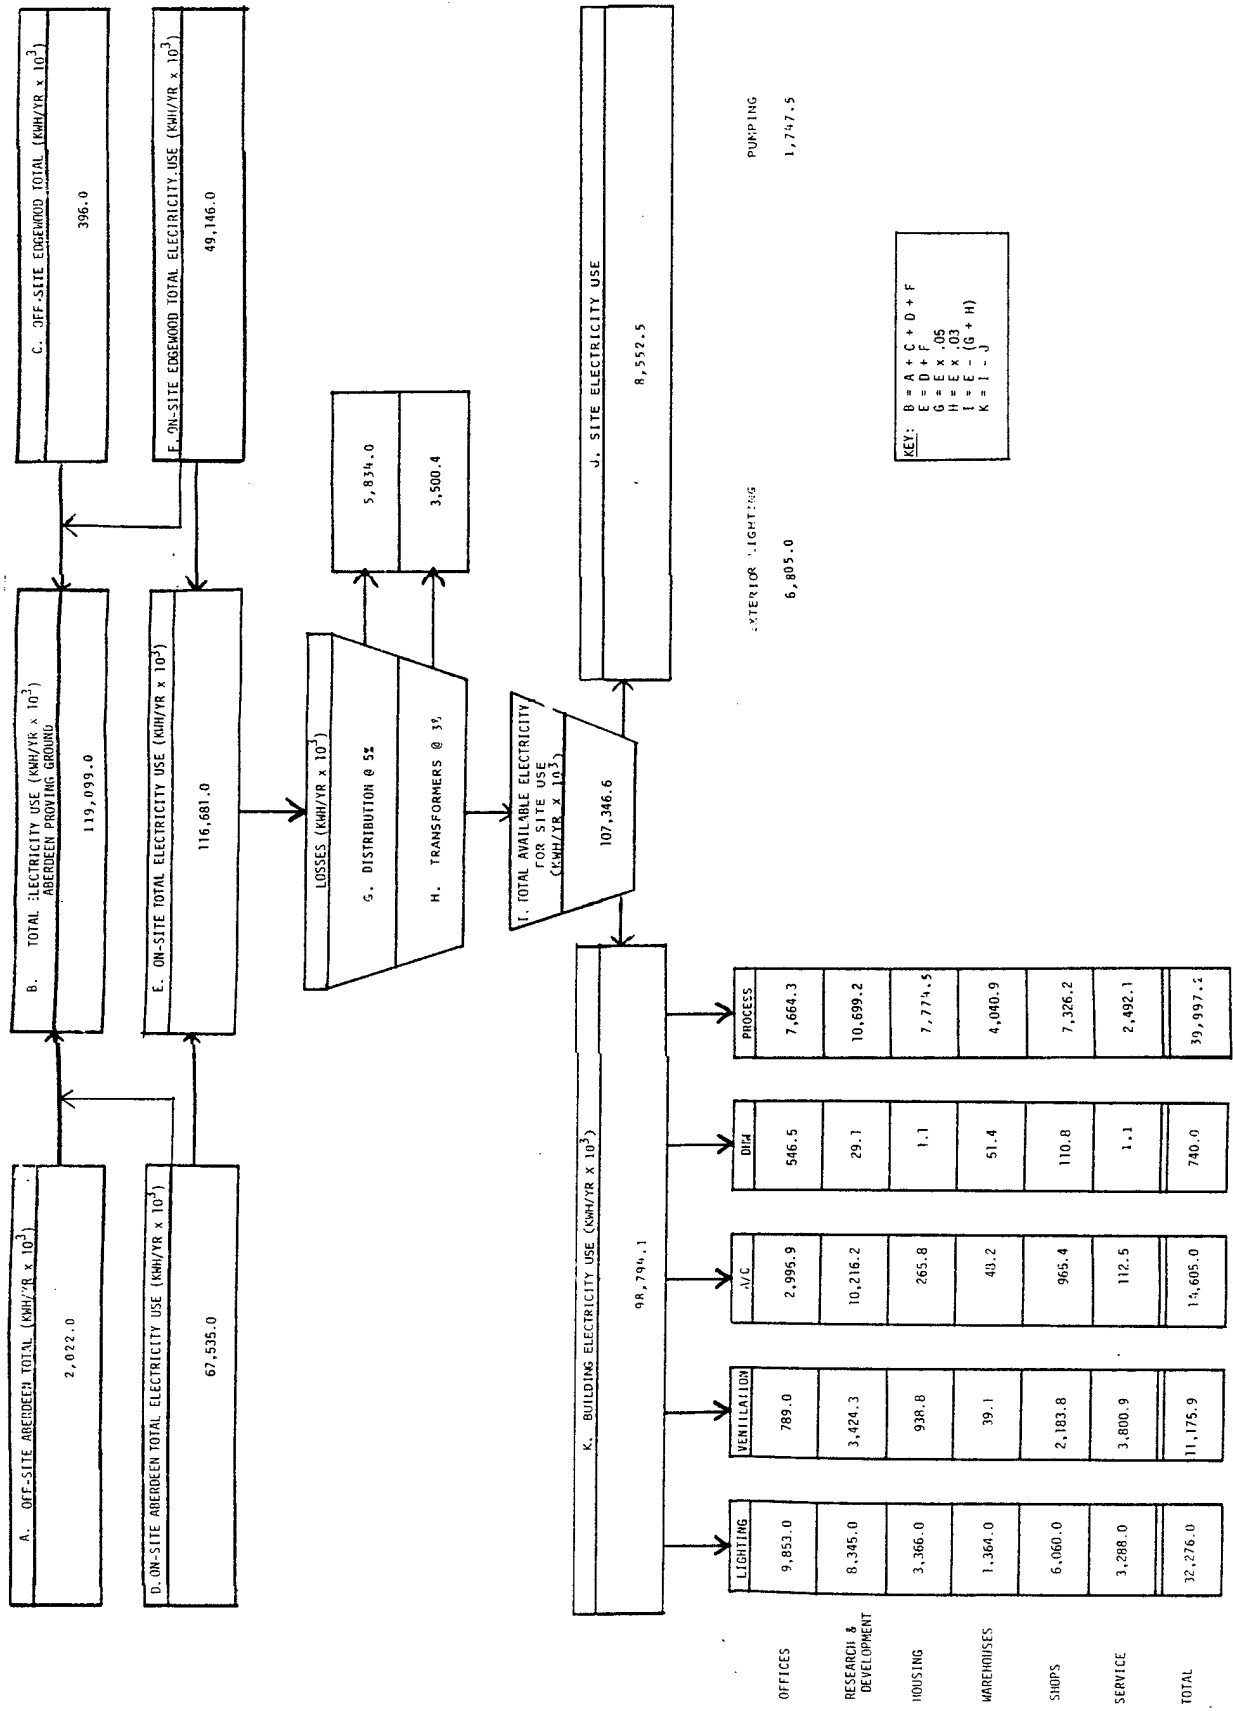 A. OFF-SITE ABERDEEN TOTAL (KWH/YR x 10³)
2,022.0
B. TOTAL ELECTRICITY USE (KWH/YR x 10³)
ABERDEEN PROVING GROUND
119,099.0
C. OFF-SITE EDGEWOOD TOTAL (KWH/YR x 10³)
396.0
D. ON-SITE ABERDEEN TOTAL ELECTRICITY USE (KWH/YR x 10³)
67,535.0
E. ON-SITE TOTAL ELECTRICITY USE (KWH/YR x 10³)
116,681.0
F. ON-SITE EDGEWOOD TOTAL ELECTIRICITY USE (KWH/YR x 10³)
49,146.0
LOSSES (KWH/YR x 10³)
G. DISTRIBUTION @ 5%
5,834.0
H. TRANSFORMERS @ 3%
3,500.4
I. TOTAL AVAILABLE ELECTRICITY
FOR SITE USE
(KWH/YR x 10³)
107,346.6
K. BUILDING ELECTRICITY USE (KWH/YR X 10³)
98,794.1
J. SITE ELECTRICITY USE
8,552.5
EXTERIOR LIGHTING PUMPING
6,805.0 1,747.5
LIGHTING VENTILATION A/C DHW PROCESS
OFFICES 9,853.0 789.0 2,995.9 546.5 7,664.3
RESEARCH &
DEVELOPMENT 8,345.0 3,424.3 10,216.2 29.1 10,699.2
HOUSING 3,366.0 938.8 265.8 1.1 7,774.5
WAREHOUSES 1,364.0 39.1 48.2 51.4 4,040.9
SHOPS 6,060.0 2,183.8 965.4 110.8 7,326.2
SERVICE 3,288.0 3,800.9 112.5 1.1 2,492.1
TOTAL 32,276.0 11,175.9 14,605.0 740.0 39,997.2
KEY: B = A + C + D + F
E = D + F
G = E x .05
H = E x .03
I = E - (G + H)
K = I - J